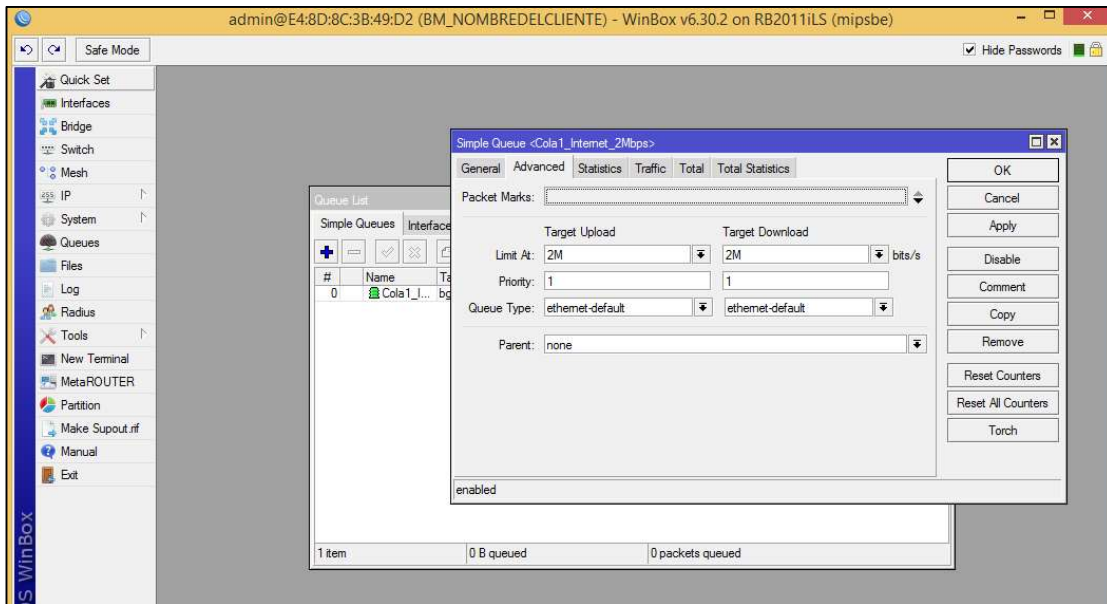 admin@E4:8D:8C:3B:49:D2 (BM_NOMBREDELCLIENTE) - WinBox v6.30.2 on RB2011iLS (mipsbe)
Safe Mode
Hide Passwords
Quick Set
Interfaces
Bridge
Switch
Mesh
IP
System
Queues
Files
Log
Radius
Tools
New Terminal
MetaROUTER
Partition
Make Supout.rif
Manual
Exit
Queue List
Simple Queues Interface
# Name Ta
0 Cola1_I... bg
1 item 0 B queued 0 packets queued
Simple Queue <Cola1_Internet_2Mbps>
General Advanced Statistics Traffic Total Total Statistics
Packet Marks:
Target Upload Target Download
Limit At: 2M 2M bits/s
Priority: 1 1
Queue Type: ethernet-default ethernet-default
Parent: none
enabled
OK
Cancel
Apply
Disable
Comment
Copy
Remove
Reset Counters
Reset All Counters
Torch
OS WinBox